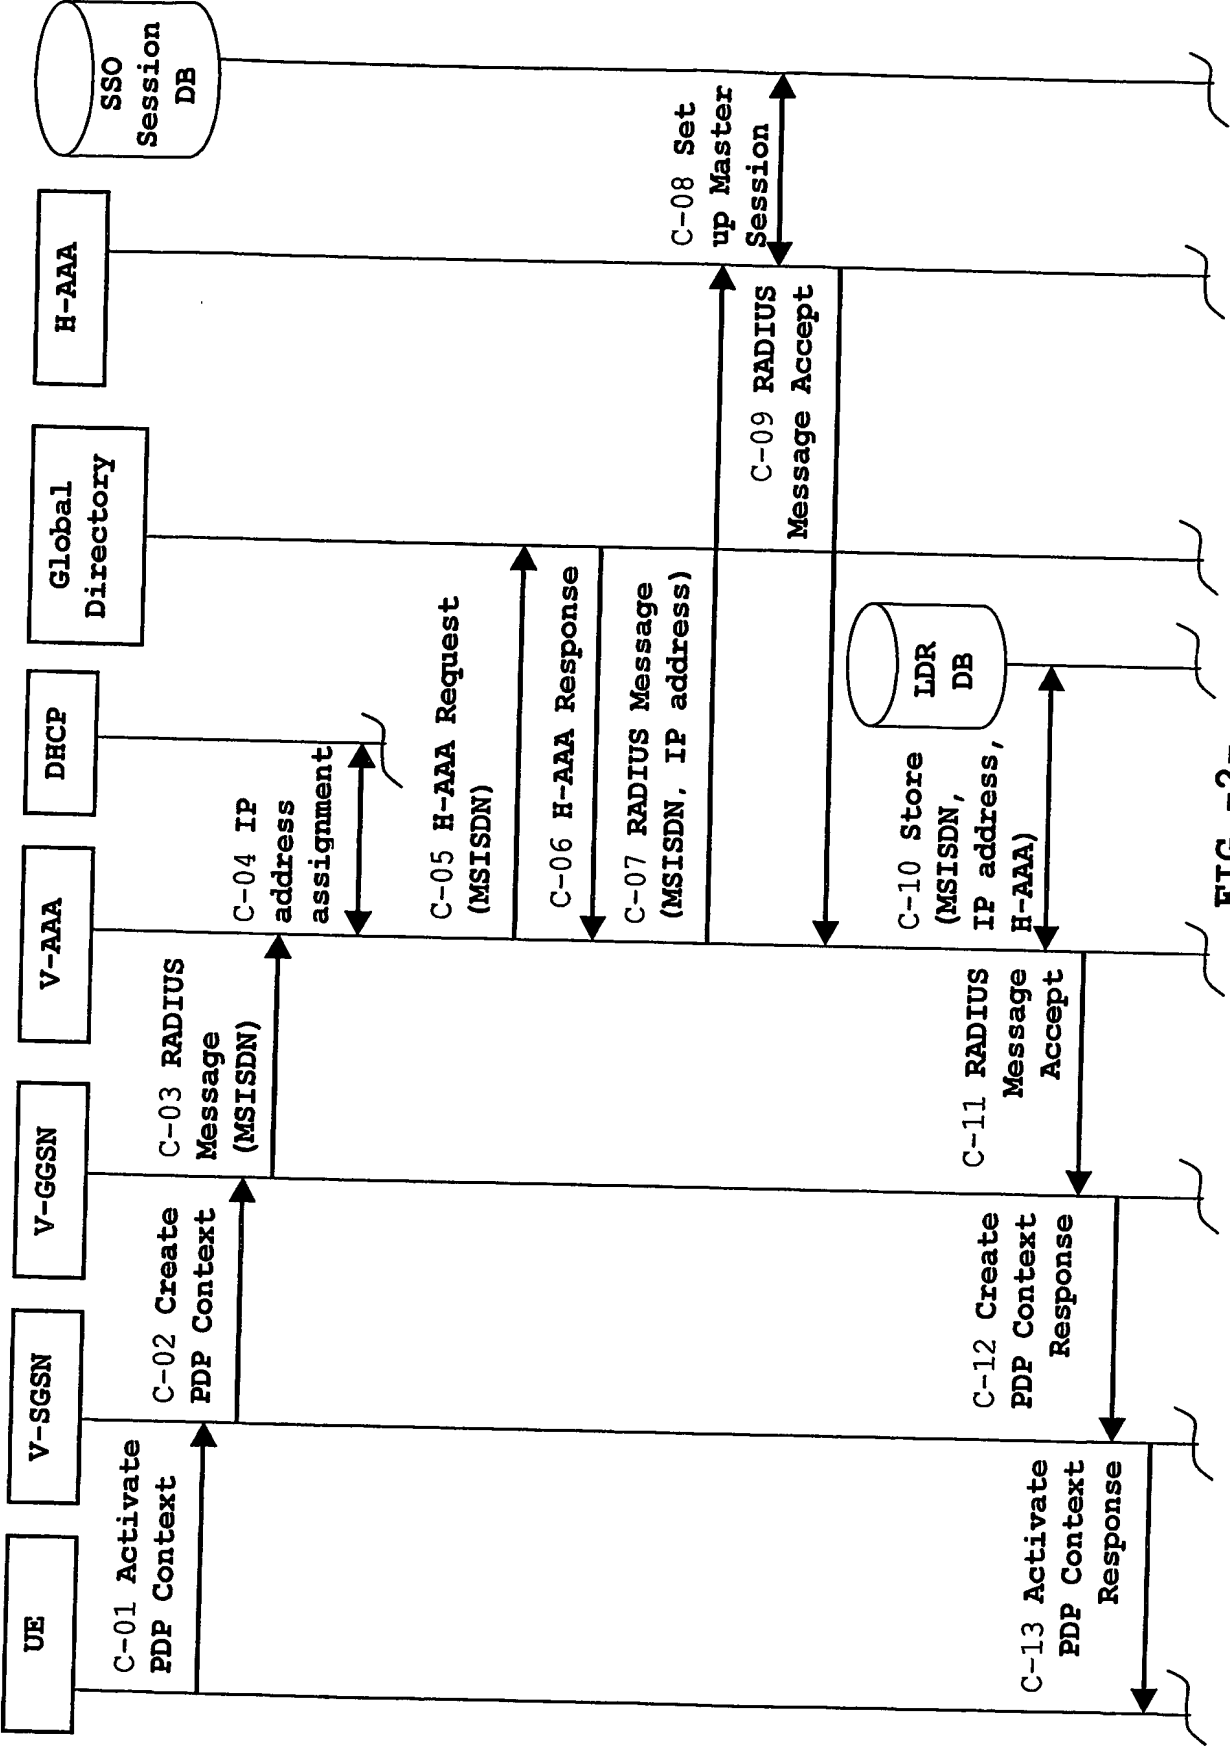 UE
V-SGSN
V-GGSN
V-AAA
DHCP
Global
Directory
H-AAA
SSO
Session
DB
C-01 Activate
PDP Context
C-02 Create
PDP Context
C-03 RADIUS
Message
(MSISDN)
C-04 IP
address
assignment
C-05 H-AAA Request
(MSISDN)
C-06 H-AAA Response
C-07 RADIUS Message
(MSISDN, IP address)
C-08 Set
up Master
Session
C-09 RADIUS
Message Accept
LDR
DB
C-10 Store
(MSISDN,
IP address,
H-AAA)
C-11 RADIUS
Message
Accept
C-12 Create
PDP Context
Response
C-13 Activate
PDP Context
Response